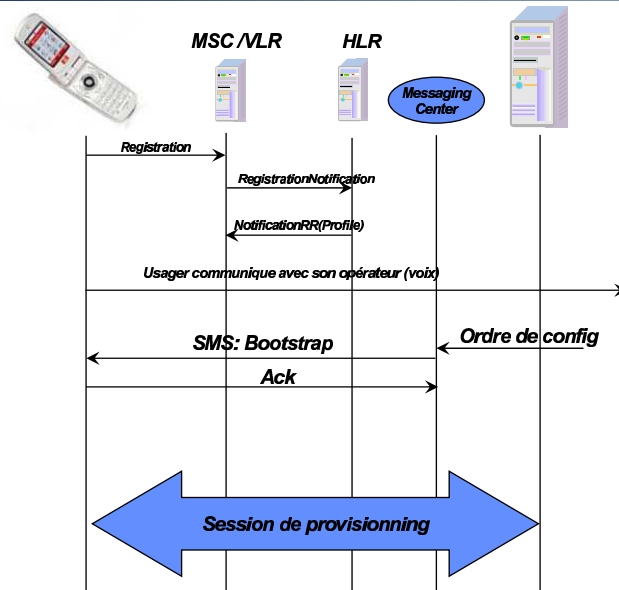 MSC /VLR
HLR
Messaging
Center
Registration
RegistrationNotification
NotificationRR(Profile)
Usager communique avec son opérateur (voix)
Ordre de config
SMS: Bootstrap
Ack
Session de provisionning